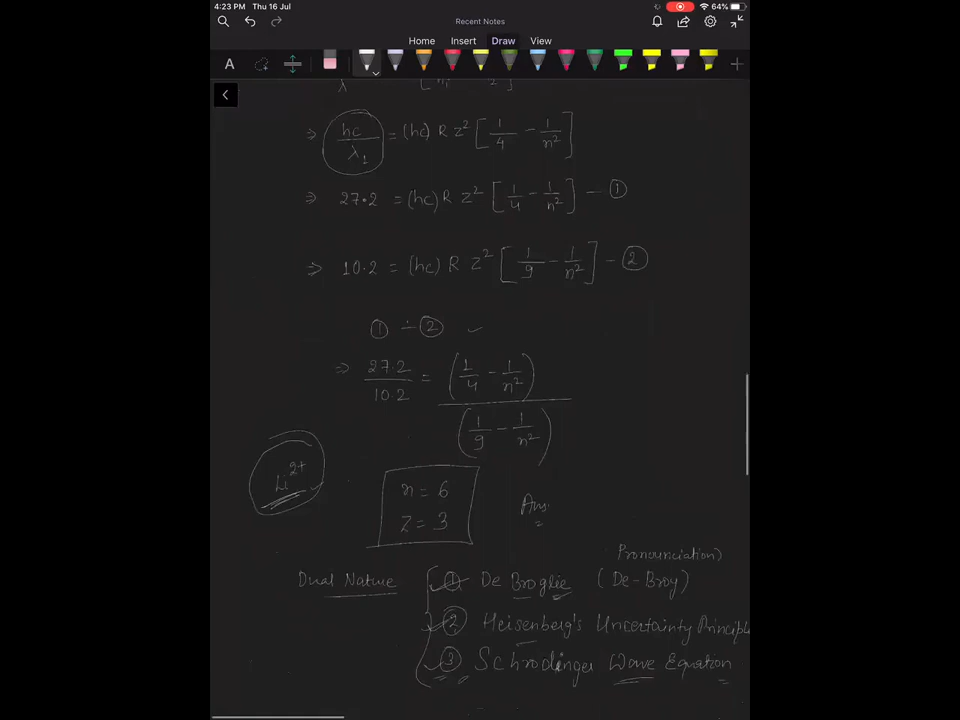 4:23 PM Thu 16 Jul 64%
Recent Notes
Home Insert Draw View
A
λ
⇒ hc/λ₁ = (hc) R z² [1/4 − 1/n²]
⇒ 27.2 = (hc) R z² [1/4 − 1/n²] − ①
⇒ 10.2 = (hc) R z² [1/9 − 1/n²] − ②
① ÷ ② ✓
⇒ 27.2/10.2 = (1/4 − 1/n²)/(1/9 − 1/n²)
Li²⁺
n = 6
z = 3
Ans.
Pronounciation)
Dual Nature ① De Broglie (De-Broy)
② Heisenberg's Uncertainty Principle
③ Schrodinger Wave Equation